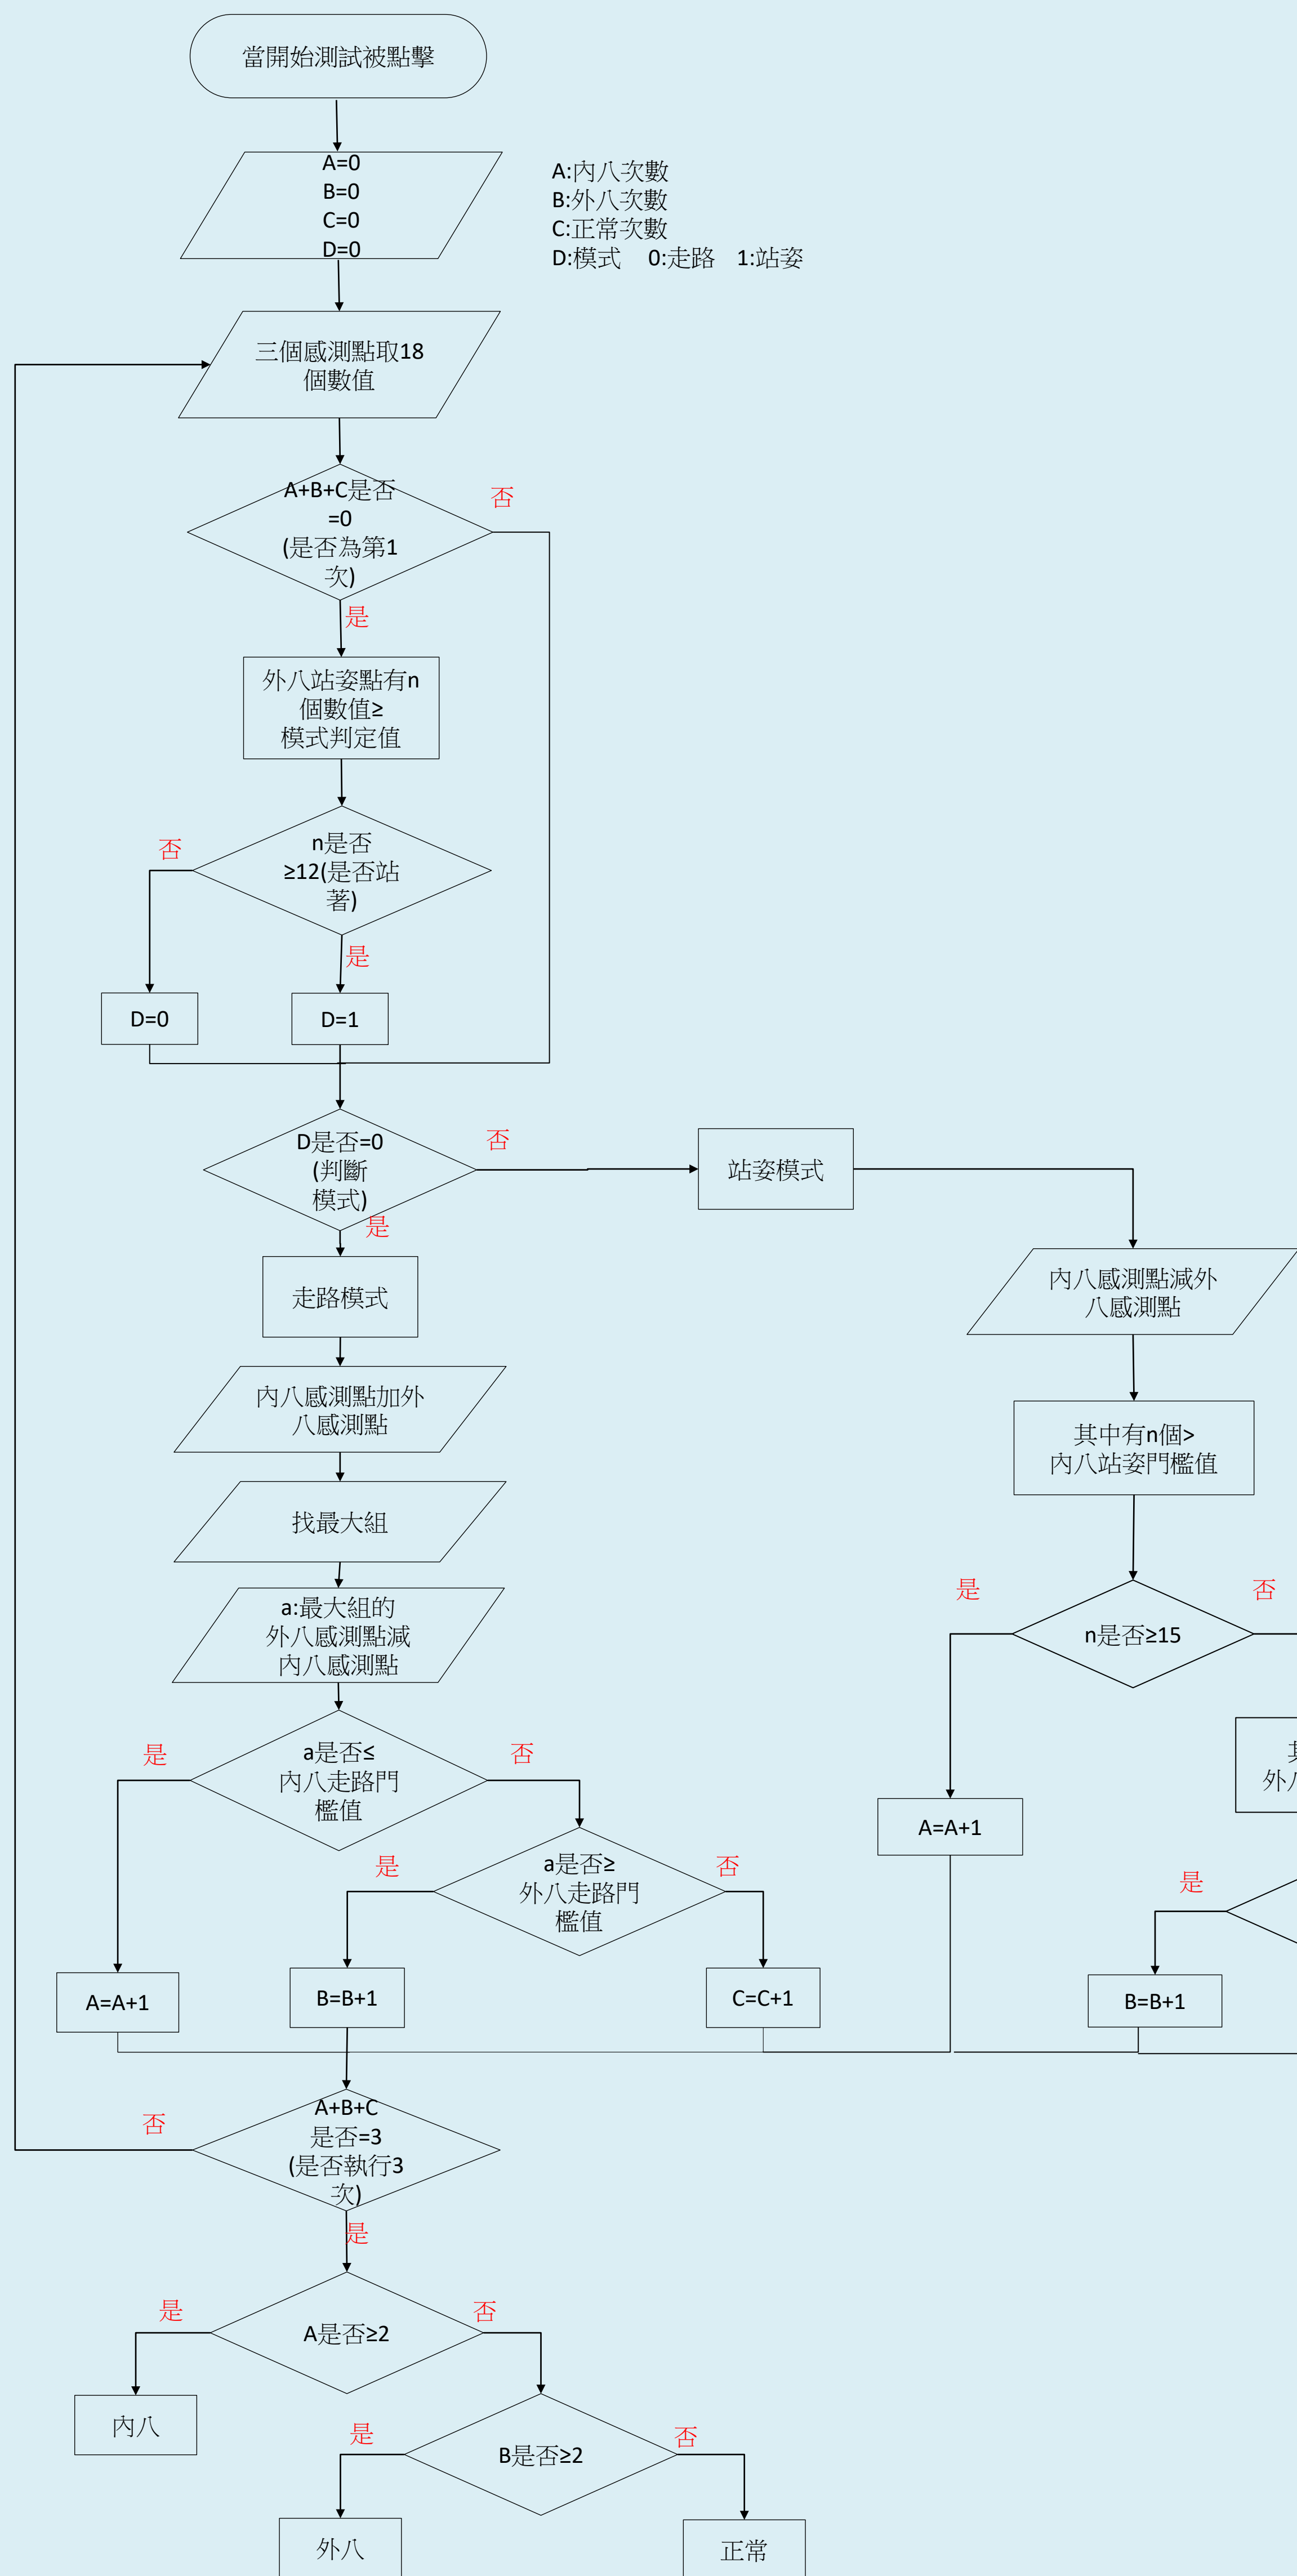 當開始測試被點擊
A=0
B=0
C=0
D=0
A:內八次數
B:外八次數
C:正常次數
D:模式 0:走路 1:站姿
三個感測點取18
個數值
A+B+C是否
=0
(是否為第1
次)
否
是
外八站姿點有n
個數值≥
模式判定值
n是否
≥12(是否站
著)
否
是
D=0
D=1
D是否=0
(判斷
模式)
否
是
站姿模式
走路模式
內八感測點減外
八感測點
內八感測點加外
八感測點
其中有n個>
內八站姿門檻值
找最大組
a:最大組的
外八感測點減
內八感測點
是
否
n是否≥15
a是否≤
內八走路門
檻值
是
否
外八
A=A+1
a是否≥
外八走路門
檻值
是
否
是
A=A+1
B=B+1
C=C+1
B=B+1
A+B+C
是否=3
(是否執行3
次)
否
是
A是否≥2
是
否
內八
B是否≥2
是
否
外八
正常